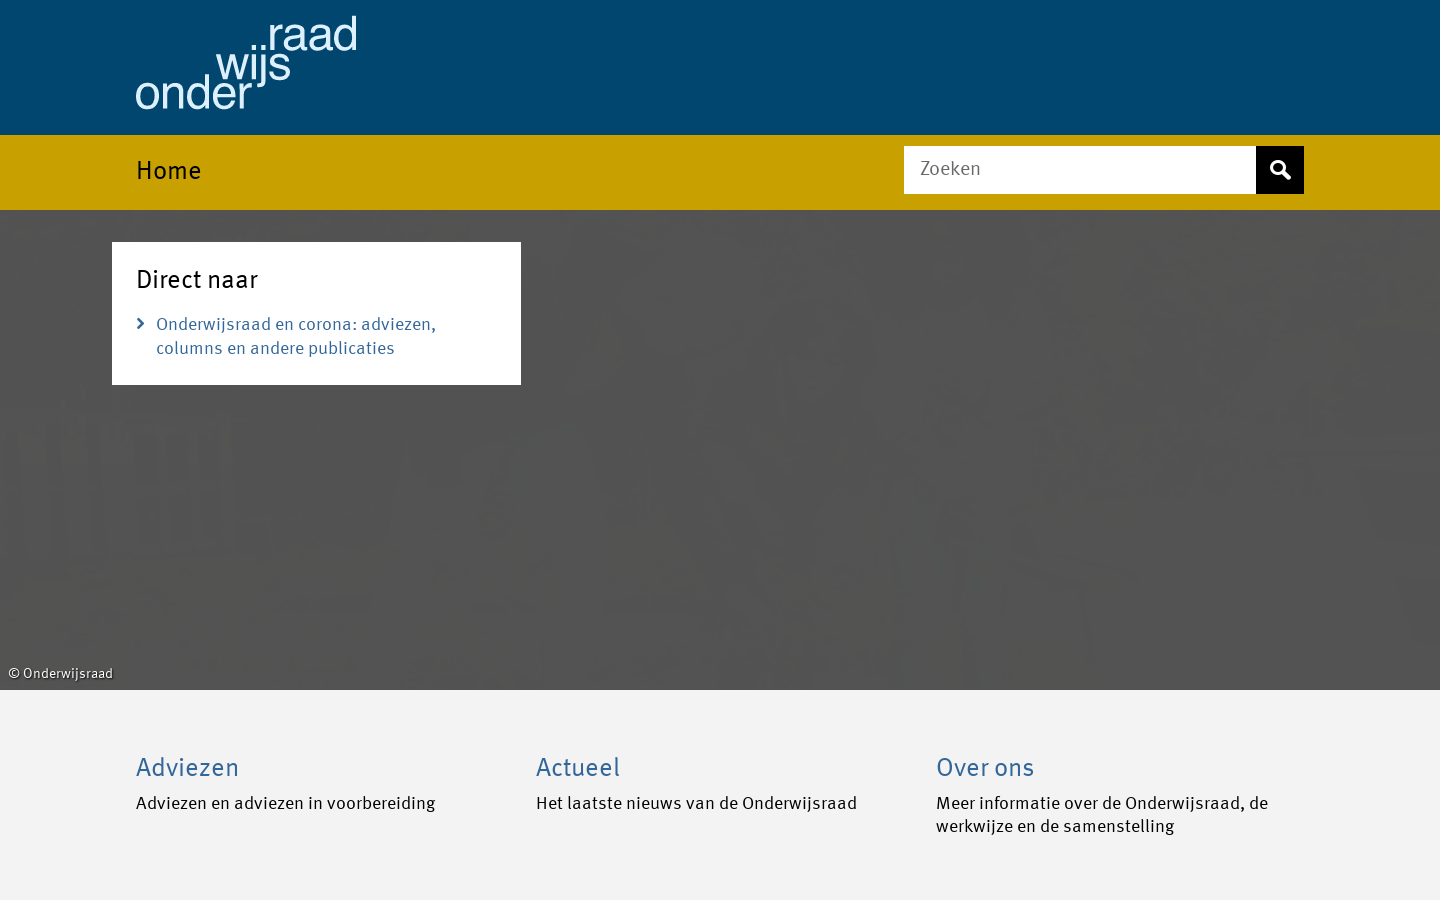 raad
wijs
onder
Home
Zoeken
Direct naar
Onderwijsraad en corona: adviezen,
columns en andere publicaties
© Onderwijsraad
Adviezen
Adviezen en adviezen in voorbereiding
Actueel
Het laatste nieuws van de Onderwijsraad
Over ons
Meer informatie over de Onderwijsraad, de
werkwijze en de samenstelling